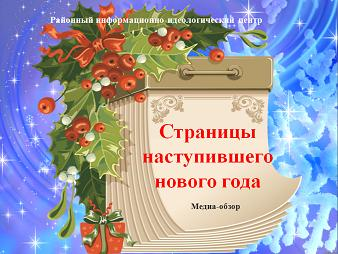 Районный информационно-идеологический центр
Страницы
наступившего
нового года
Медиа-обзор